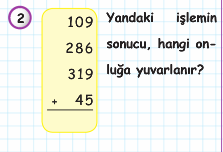 2
109
286
319
+ 45
Yandaki işlemin
sonucu, hangi on-
luğa yuvarlanır?